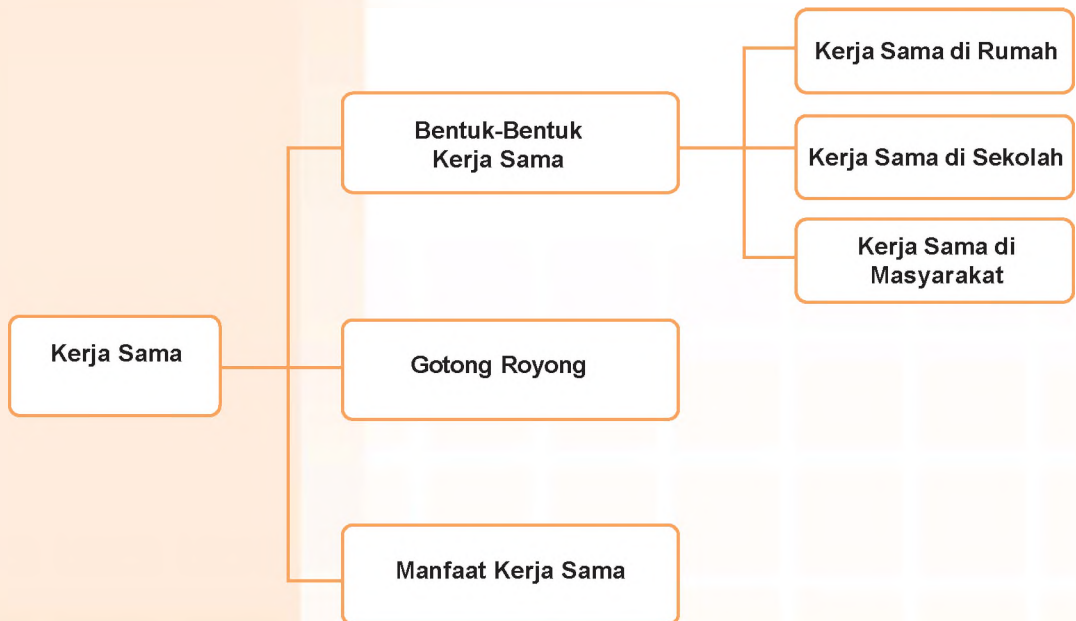 Kerja Sama
Bentuk-Bentuk
Kerja Sama
Gotong Royong
Manfaat Kerja Sama
Kerja Sama di Rumah
Kerja Sama di Sekolah
Kerja Sama di
Masyarakat